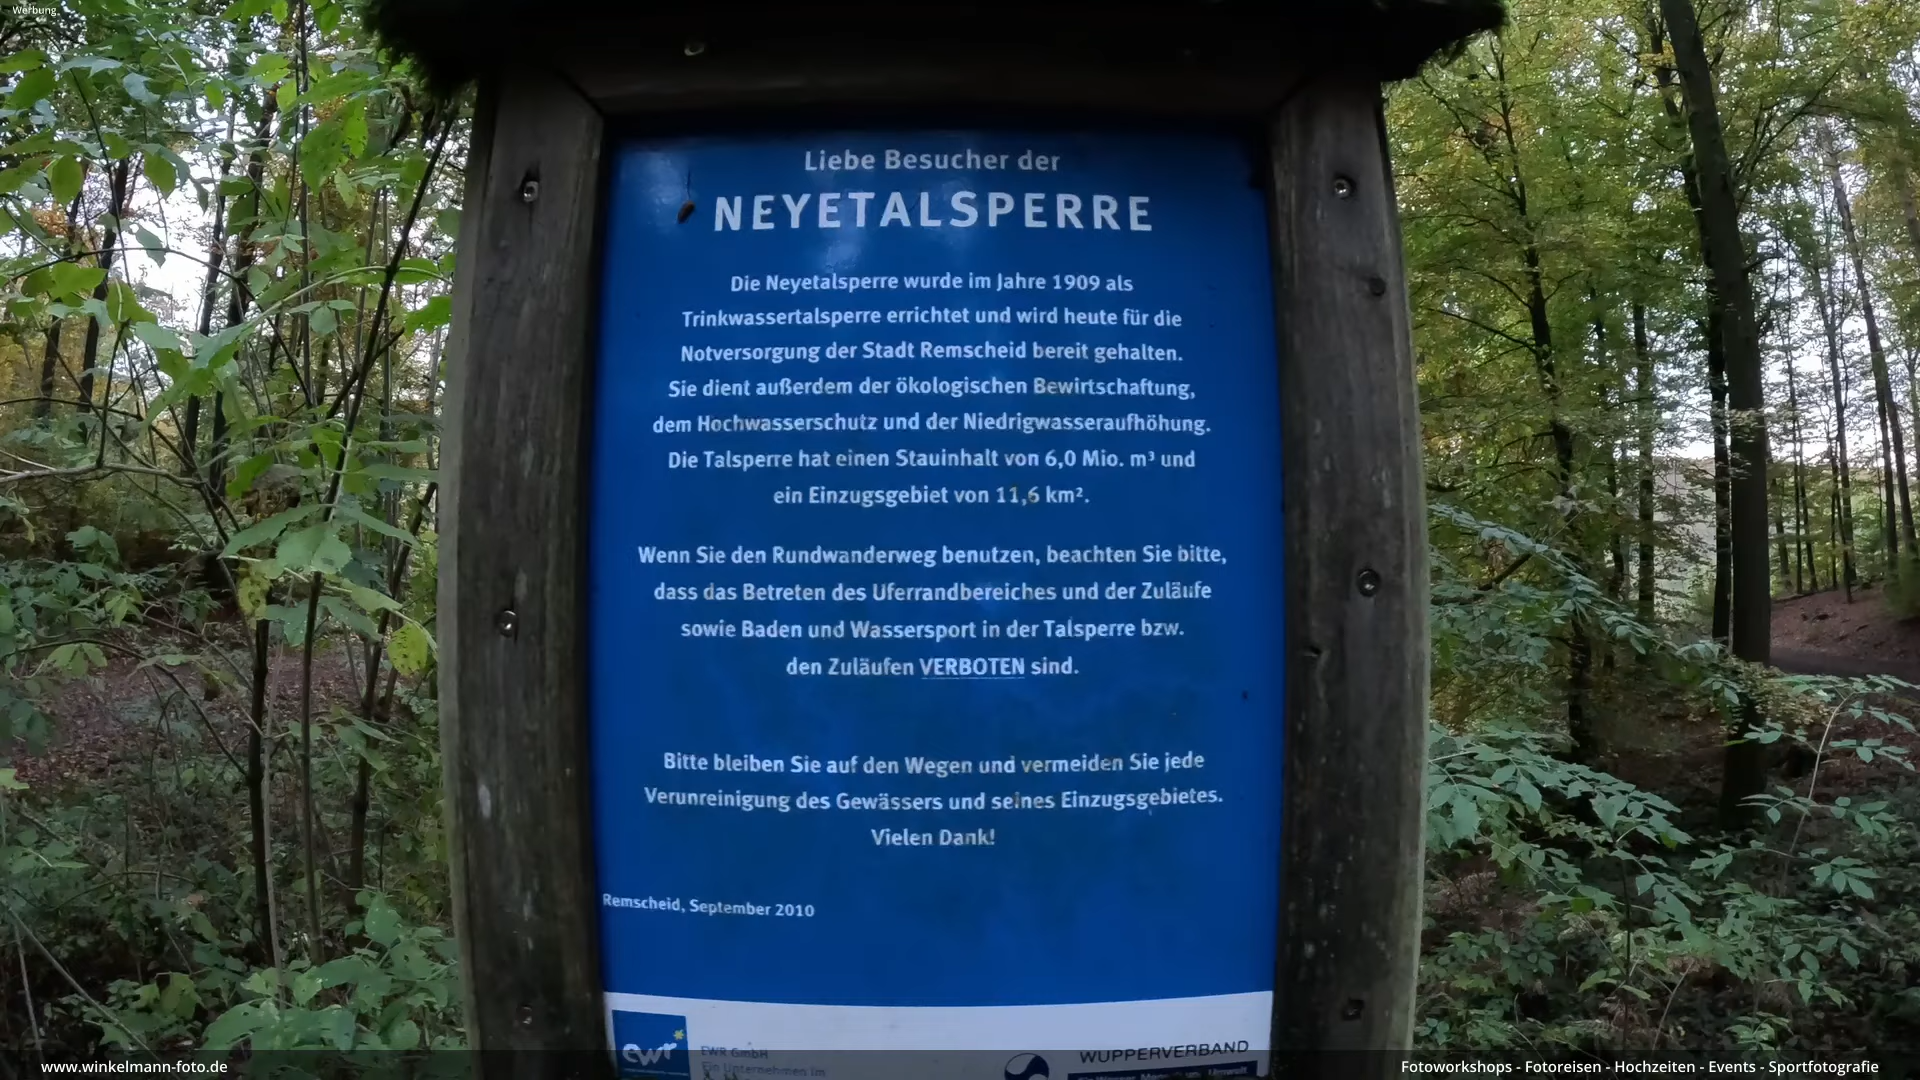 Werbung
Liebe Besucher der
NEYETALSPERRE
Die Neyetalsperre wurde im Jahre 1909 als
Trinkwassertalsperre errichtet und wird heute für die
Notversorgung der Stadt Remscheid bereit gehalten.
Sie dient außerdem der ökologischen Bewirtschaftung,
dem Hochwasserschutz und der Niedrigwasseraufhöhung.
Die Talsperre hat einen Stauinhalt von 6,0 Mio. m³ und
ein Einzugsgebiet von 11,6 km².
Wenn Sie den Rundwanderweg benutzen, beachten Sie bitte,
dass das Betreten des Uferrandbereiches und der Zuläufe
sowie Baden und Wassersport in der Talsperre bzw.
den Zuläufen VERBOTEN sind.
Bitte bleiben Sie auf den Wegen und vermeiden Sie jede
Verunreinigung des Gewässers und seines Einzugsgebietes.
Vielen Dank!
Remscheid, September 2010
ewr
EWR GmbH
Ein Unternehmen im
WUPPERVERBAND
www.winkelmann-foto.de
Fotoworkshops - Fotoreisen - Hochzeiten - Events - Sportfotografie